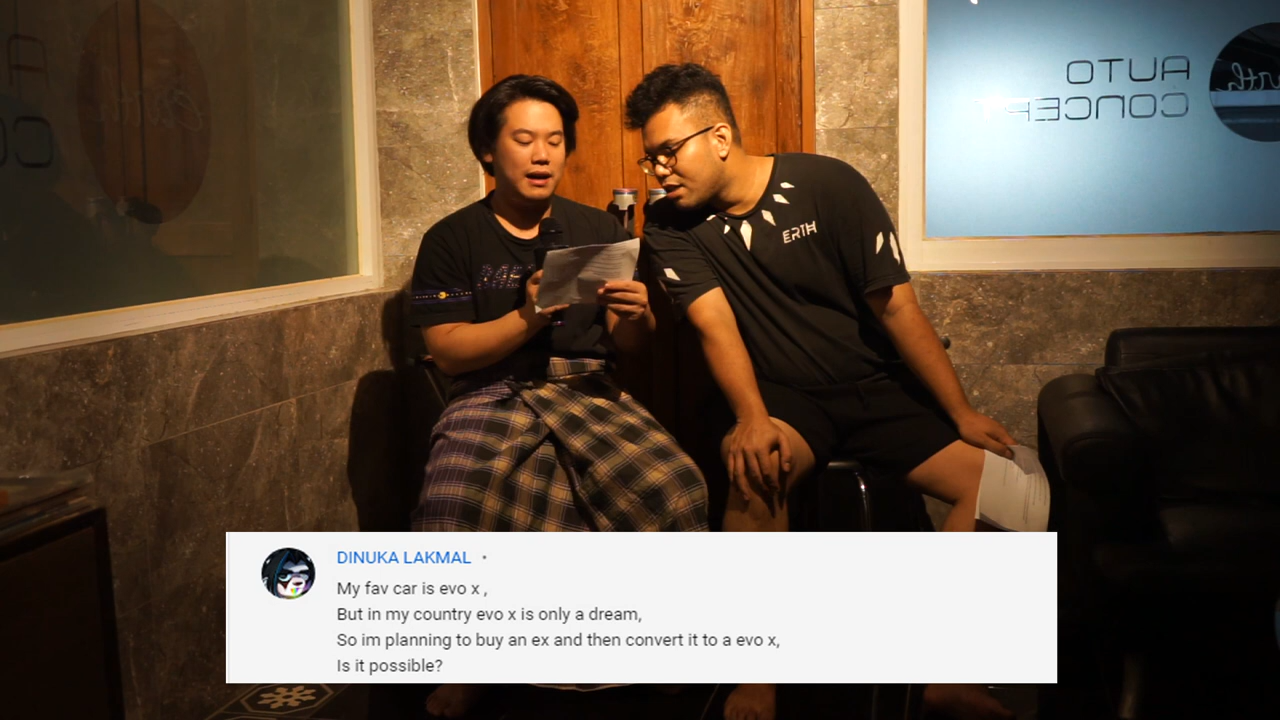 AUTO
CONCEPT
ERTH
DINUKA LAKMAL •
My fav car is evo x ,
But in my country evo x is only a dream,
So im planning to buy an ex and then convert it to a evo x,
Is it possible?